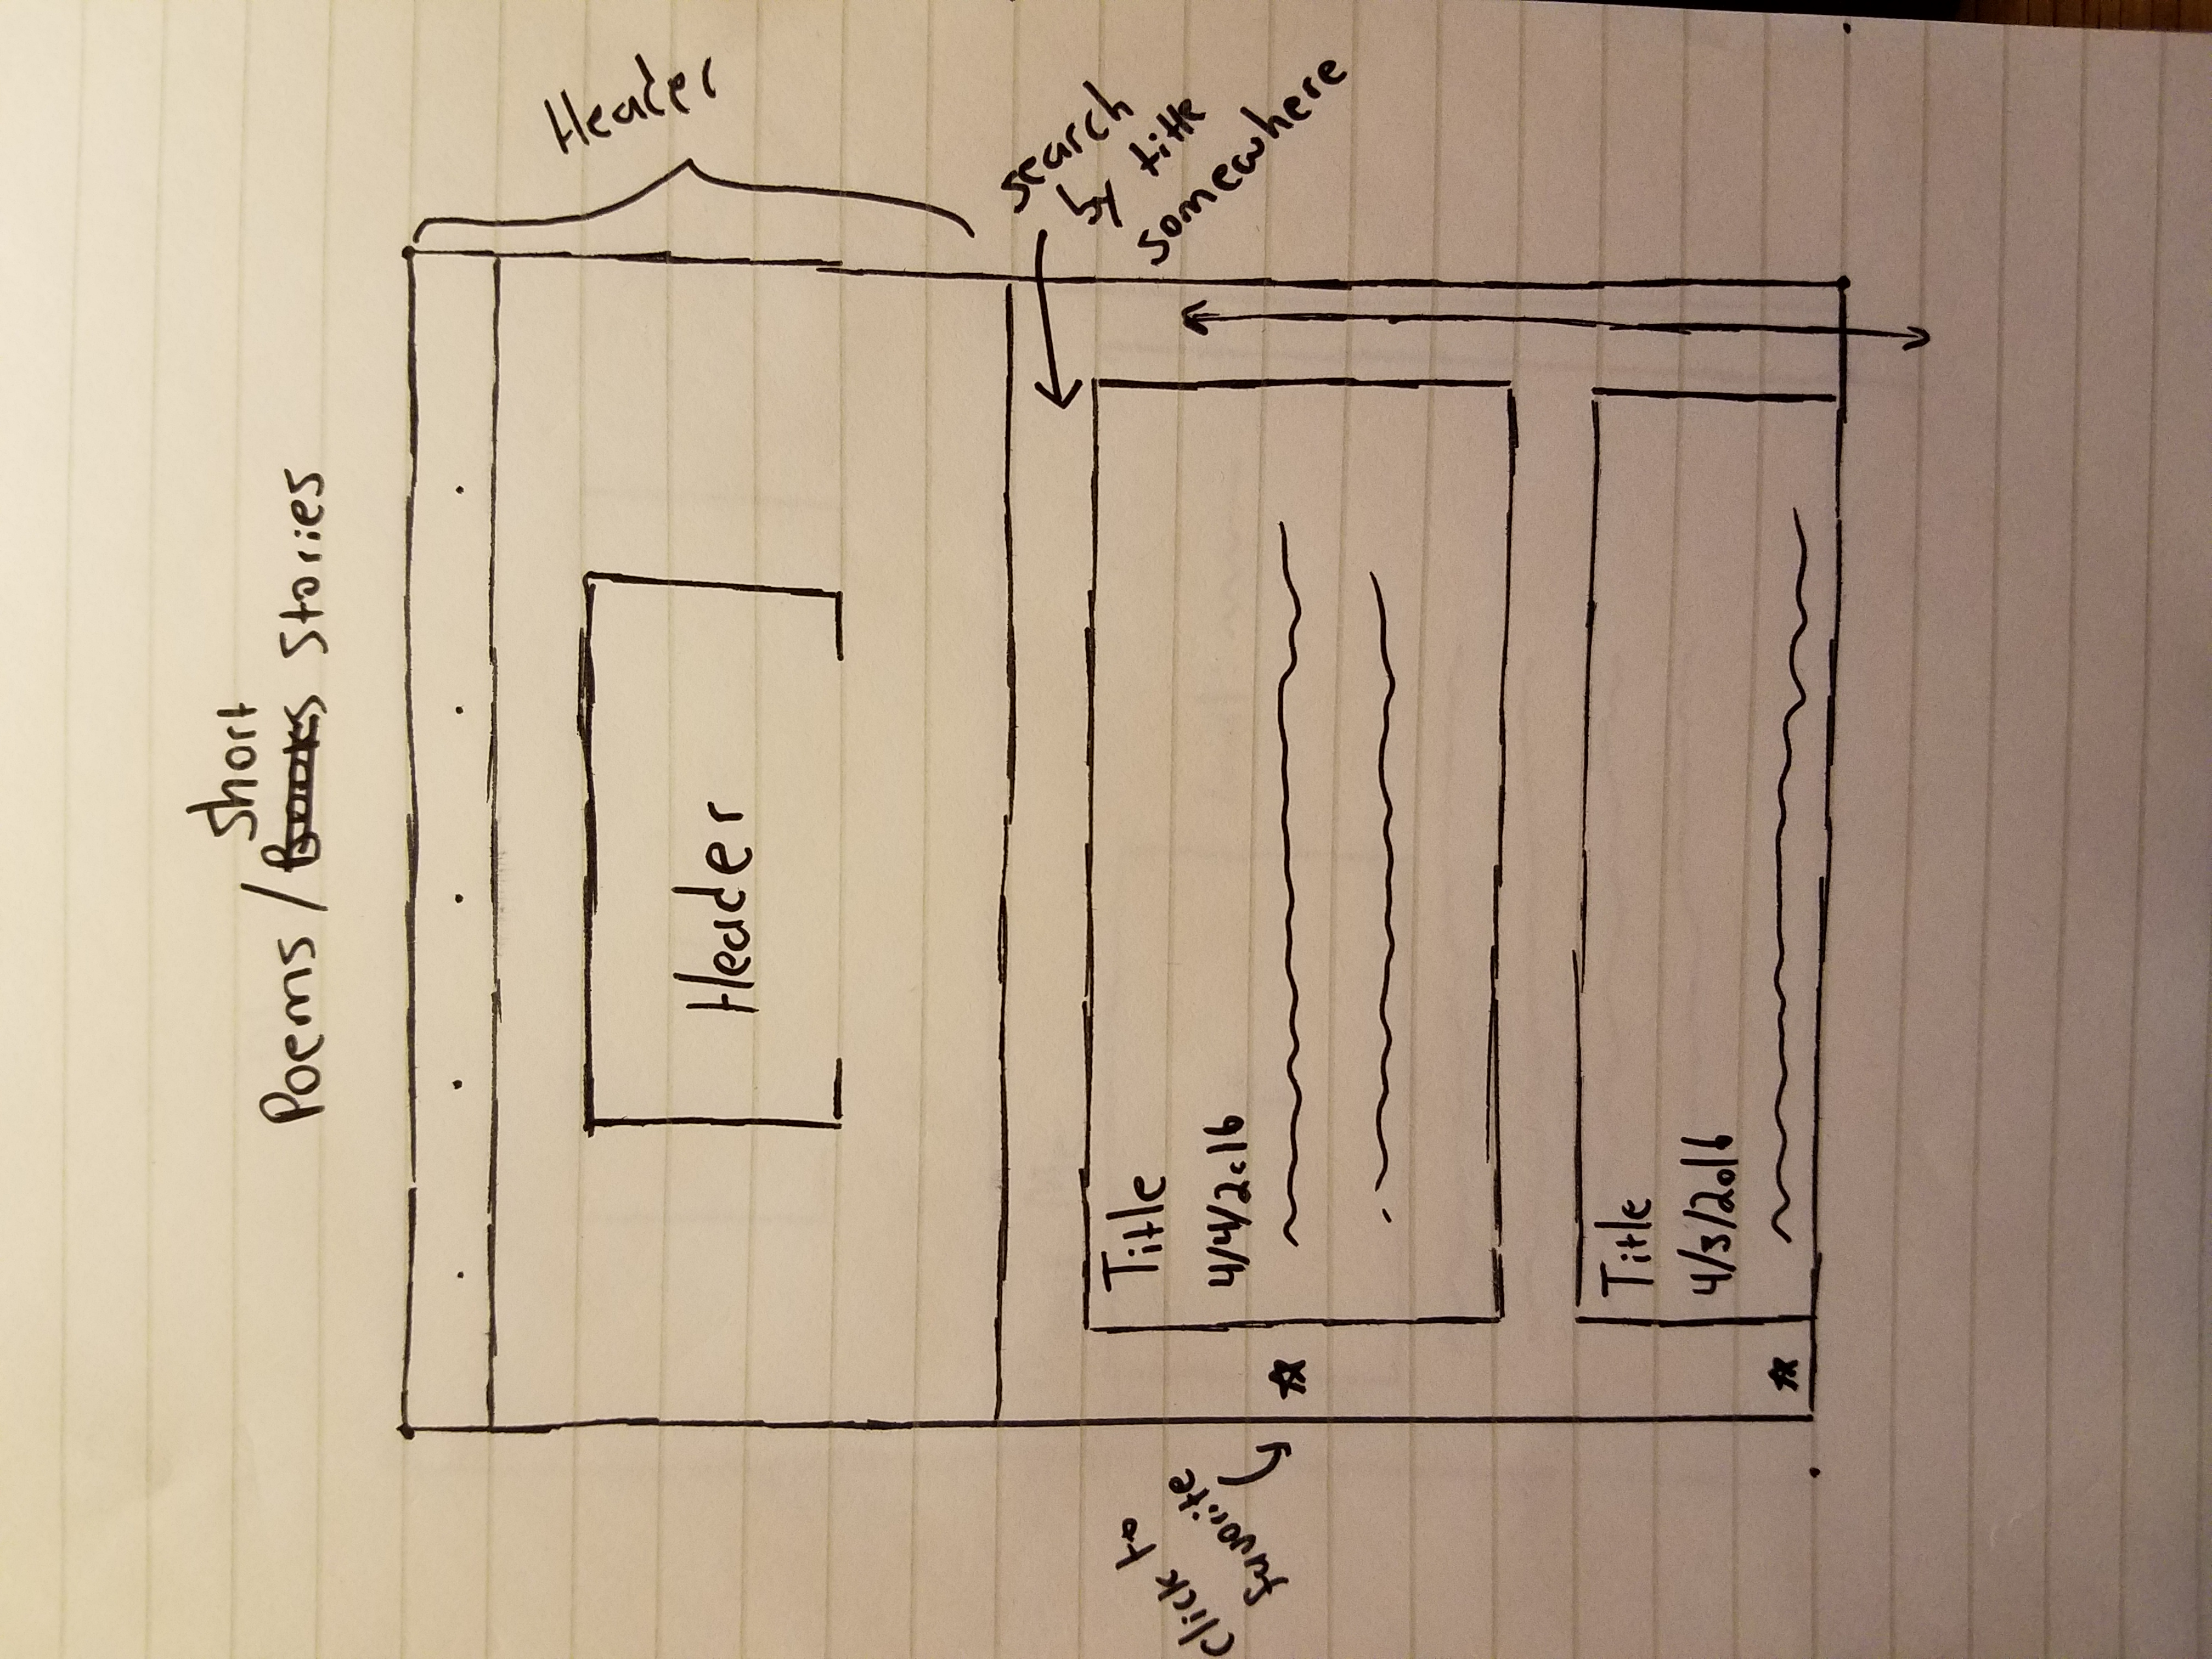 Short
Poems / Books Stories
Header
Header
search
by title
somewhere
click to
favorite
Title
4/4/2016
Title
4/3/2016